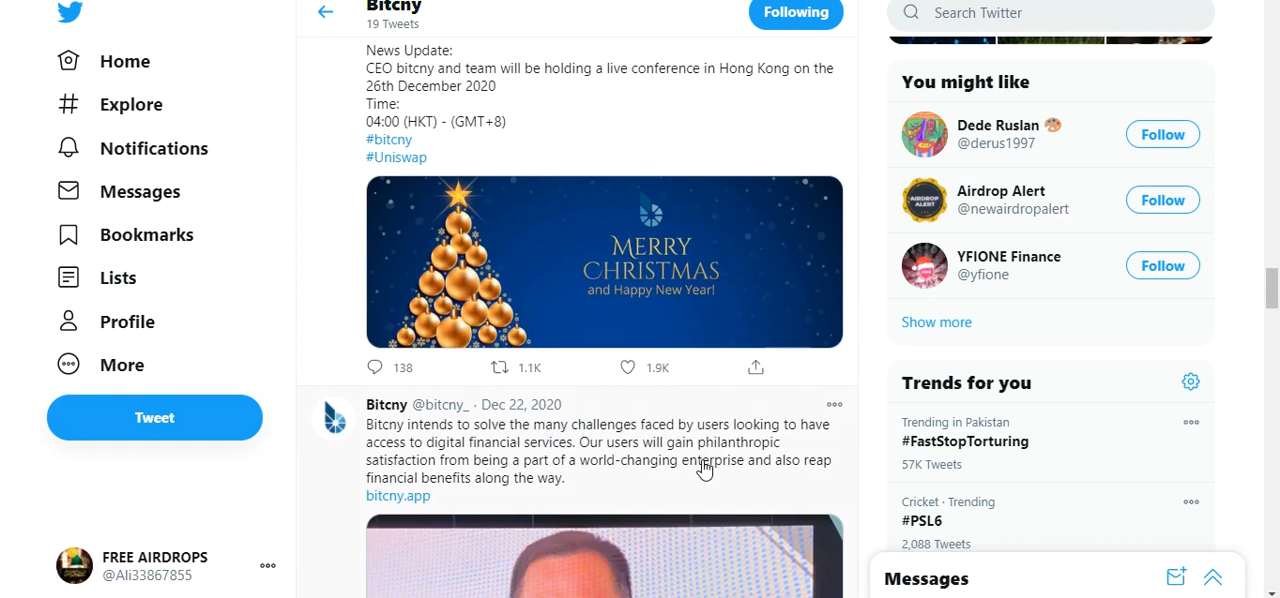 Home
Explore
Notifications
Messages
Bookmarks
Lists
Profile
More
Tweet
FREE AIRDROPS
@Ali33867855
Bitcny
19 Tweets
Following
News Update:
CEO bitcny and team will be holding a live conference in Hong Kong on the
26th December 2020
Time:
04:00 (HKT) - (GMT+8)
#bitcny
#Uniswap
MERRY
CHRISTMAS
and Happy New Year!
138
1.1K
1.9K
Bitcny @bitcny_ · Dec 22, 2020
Bitcny intends to solve the many challenges faced by users looking to have
access to digital financial services. Our users will gain philanthropic
satisfaction from being a part of a world-changing enterprise and also reap
financial benefits along the way.
bitcny.app
Search Twitter
You might like
Dede Ruslan
@derus1997
Follow
AIRDROP
ALERT
Airdrop Alert
@newairdropalert
Follow
YFIONE Finance
@yfione
Follow
Show more
Trends for you
Trending in Pakistan
#FastStopTorturing
57K Tweets
Cricket · Trending
#PSL6
2,088 Tweets
Messages